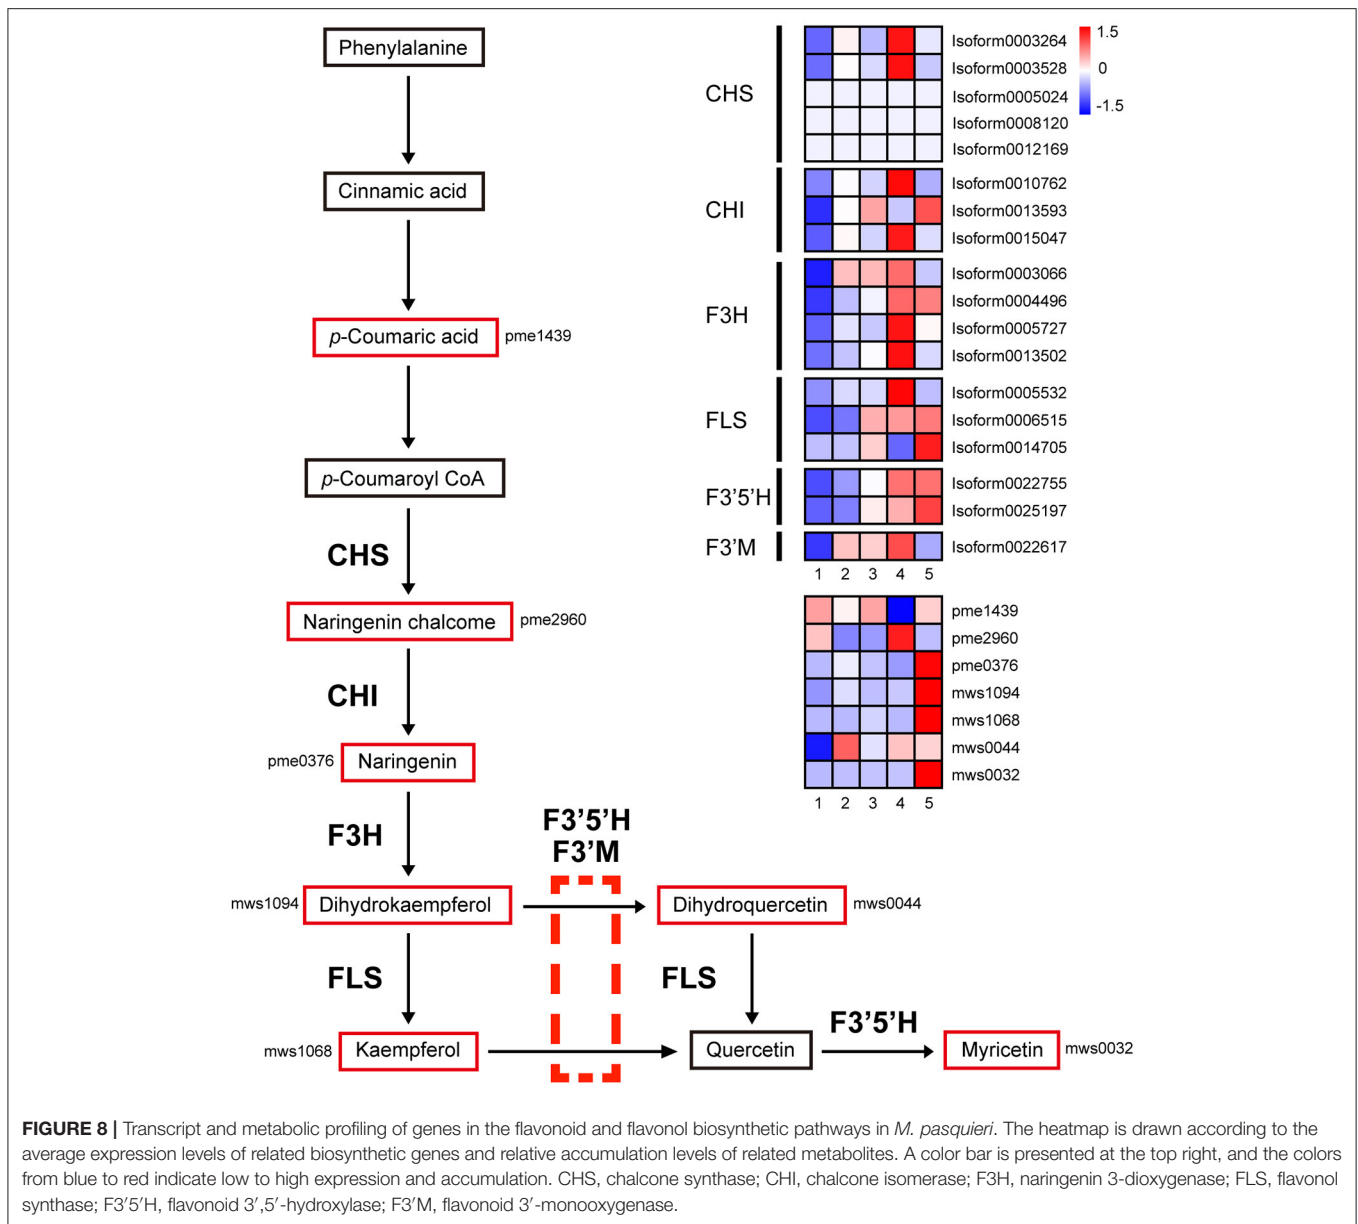 Phenylalanine
Cinnamic acid
p-Coumaric acid pme1439
p-Coumaroyl CoA
CHS
Naringenin chalcome pme2960
CHI
pme0376 Naringenin
F3H
F3'5'H
F3'M
mws1094 Dihydrokaempferol
Dihydroquercetin mws0044
FLS
FLS
F3'5'H
mws1068 Kaempferol
Quercetin
Myricetin mws0032
CHS
Isoform0003264
Isoform0003528
Isoform0005024
Isoform0008120
Isoform0012169
1.5
0
-1.5
CHI
Isoform0010762
Isoform0013593
Isoform0015047
F3H
Isoform0003066
Isoform0004496
Isoform0005727
Isoform0013502
FLS
Isoform0005532
Isoform0006515
Isoform0014705
F3'5'H
Isoform0022755
Isoform0025197
F3'M
Isoform0022617
1 2 3 4 5
pme1439
pme2960
pme0376
mws1094
mws1068
mws0044
mws0032
1 2 3 4 5
FIGURE 8 | Transcript and metabolic profiling of genes in the flavonoid and flavonol biosynthetic pathways in M. pasquieri. The heatmap is drawn according to the
average expression levels of related biosynthetic genes and relative accumulation levels of related metabolites. A color bar is presented at the top right, and the colors
from blue to red indicate low to high expression and accumulation. CHS, chalcone synthase; CHI, chalcone isomerase; F3H, naringenin 3-dioxygenase; FLS, flavonol
synthase; F3′5′H, flavonoid 3′,5′-hydroxylase; F3′M, flavonoid 3′-monooxygenase.